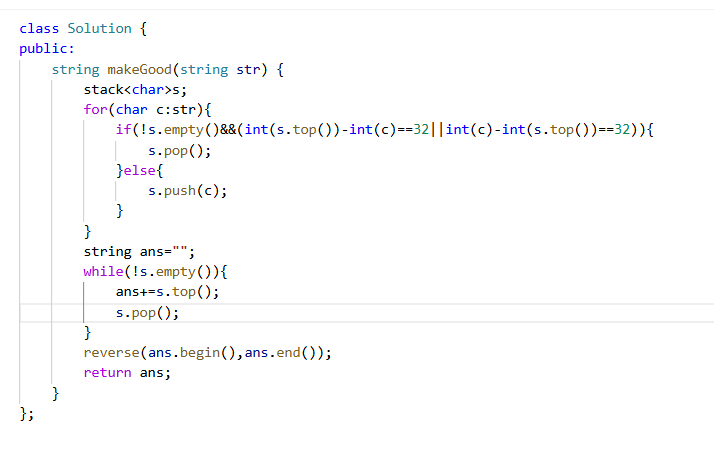 class Solution {
public:
    string makeGood(string str) {
        stack<char>s;
        for(char c:str){
            if(!s.empty()&&(int(s.top())-int(c)==32||int(c)-int(s.top())==32)){
                s.pop();
            }else{
                s.push(c);
            }
        }
        string ans="";
        while(!s.empty()){
            ans+=s.top();
            s.pop();
        }
        reverse(ans.begin(),ans.end());
        return ans;
    }
};